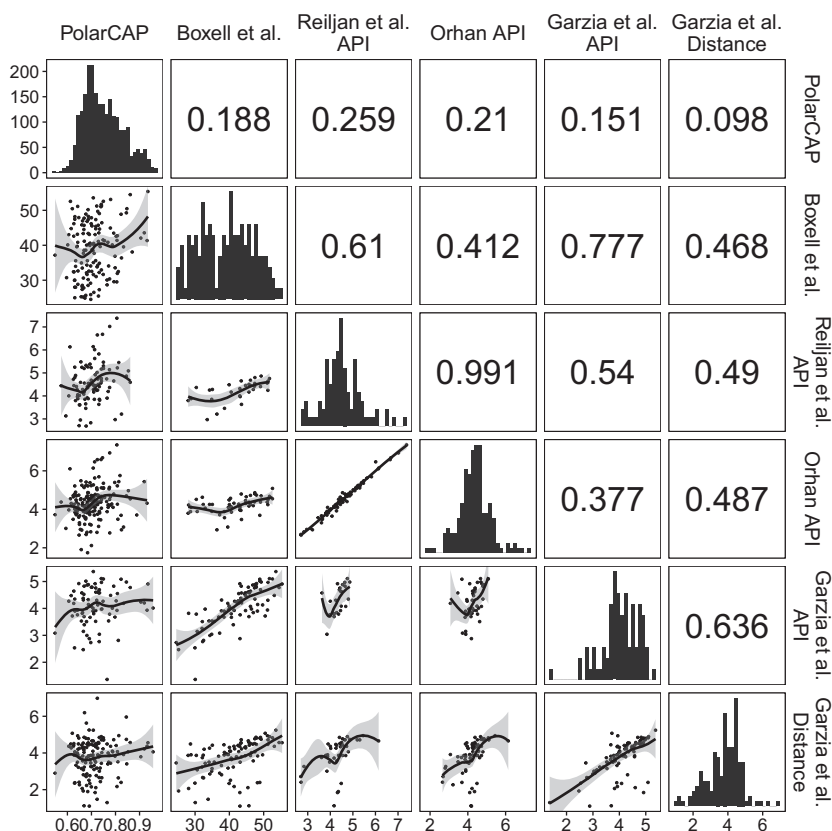 PolarCAP Boxell et al. Reiljan et al. API Orhan API Garzia et al. API Garzia et al. Distance
200
150
100
50
0
0.188 0.259 0.21 0.151 0.098
PolarCAP
50
40
30
0.61 0.412 0.777 0.468
Boxell et al.
7
6
5
4
3
0.991 0.54 0.49
Reiljan et al.
API
6
4
2
0.377 0.487
Orhan API
5
4
3
2
0.636
Garzia et al.
API
6
4
2
Garzia et al.
Distance
0.60.70.80.9 30 40 50 3 4 5 6 7 2 4 6 2 3 4 5 2 4 6